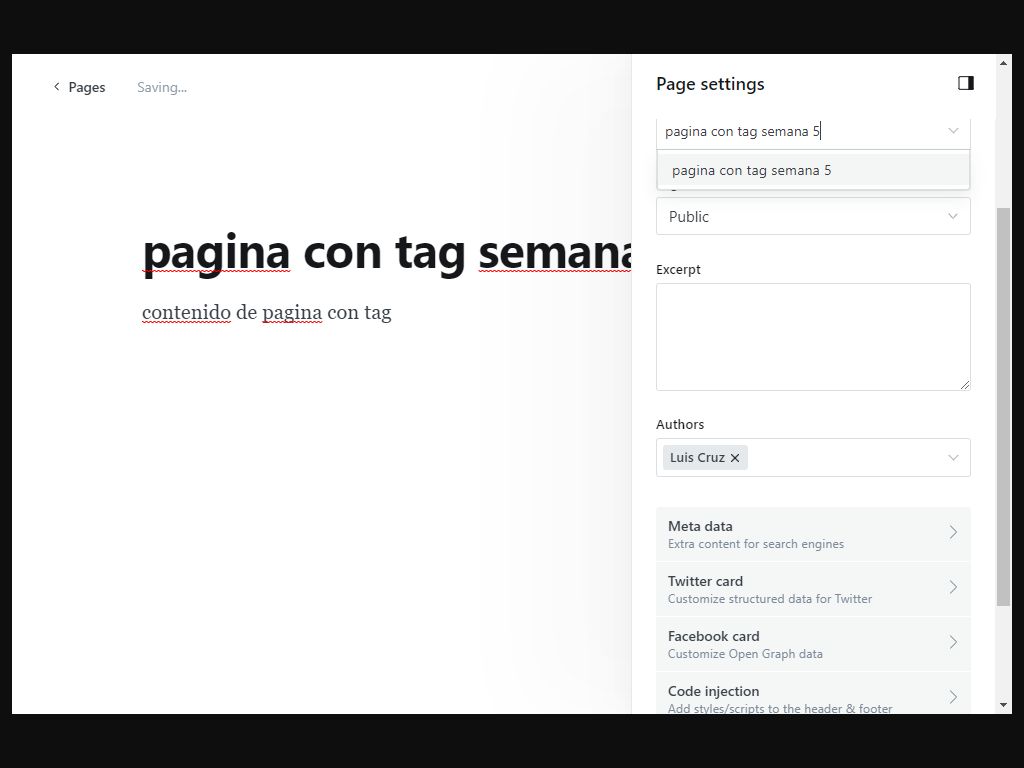 Pages
Saving...
Page settings
pagina con tag semana 5
pagina con tag semana 5
Public
pagina con tag semana
contenido de pagina con tag
Excerpt
Authors
Luis Cruz
Meta data
Extra content for search engines
Twitter card
Customize structured data for Twitter
Facebook card
Customize Open Graph data
Code injection
Add styles/scripts to the header & footer